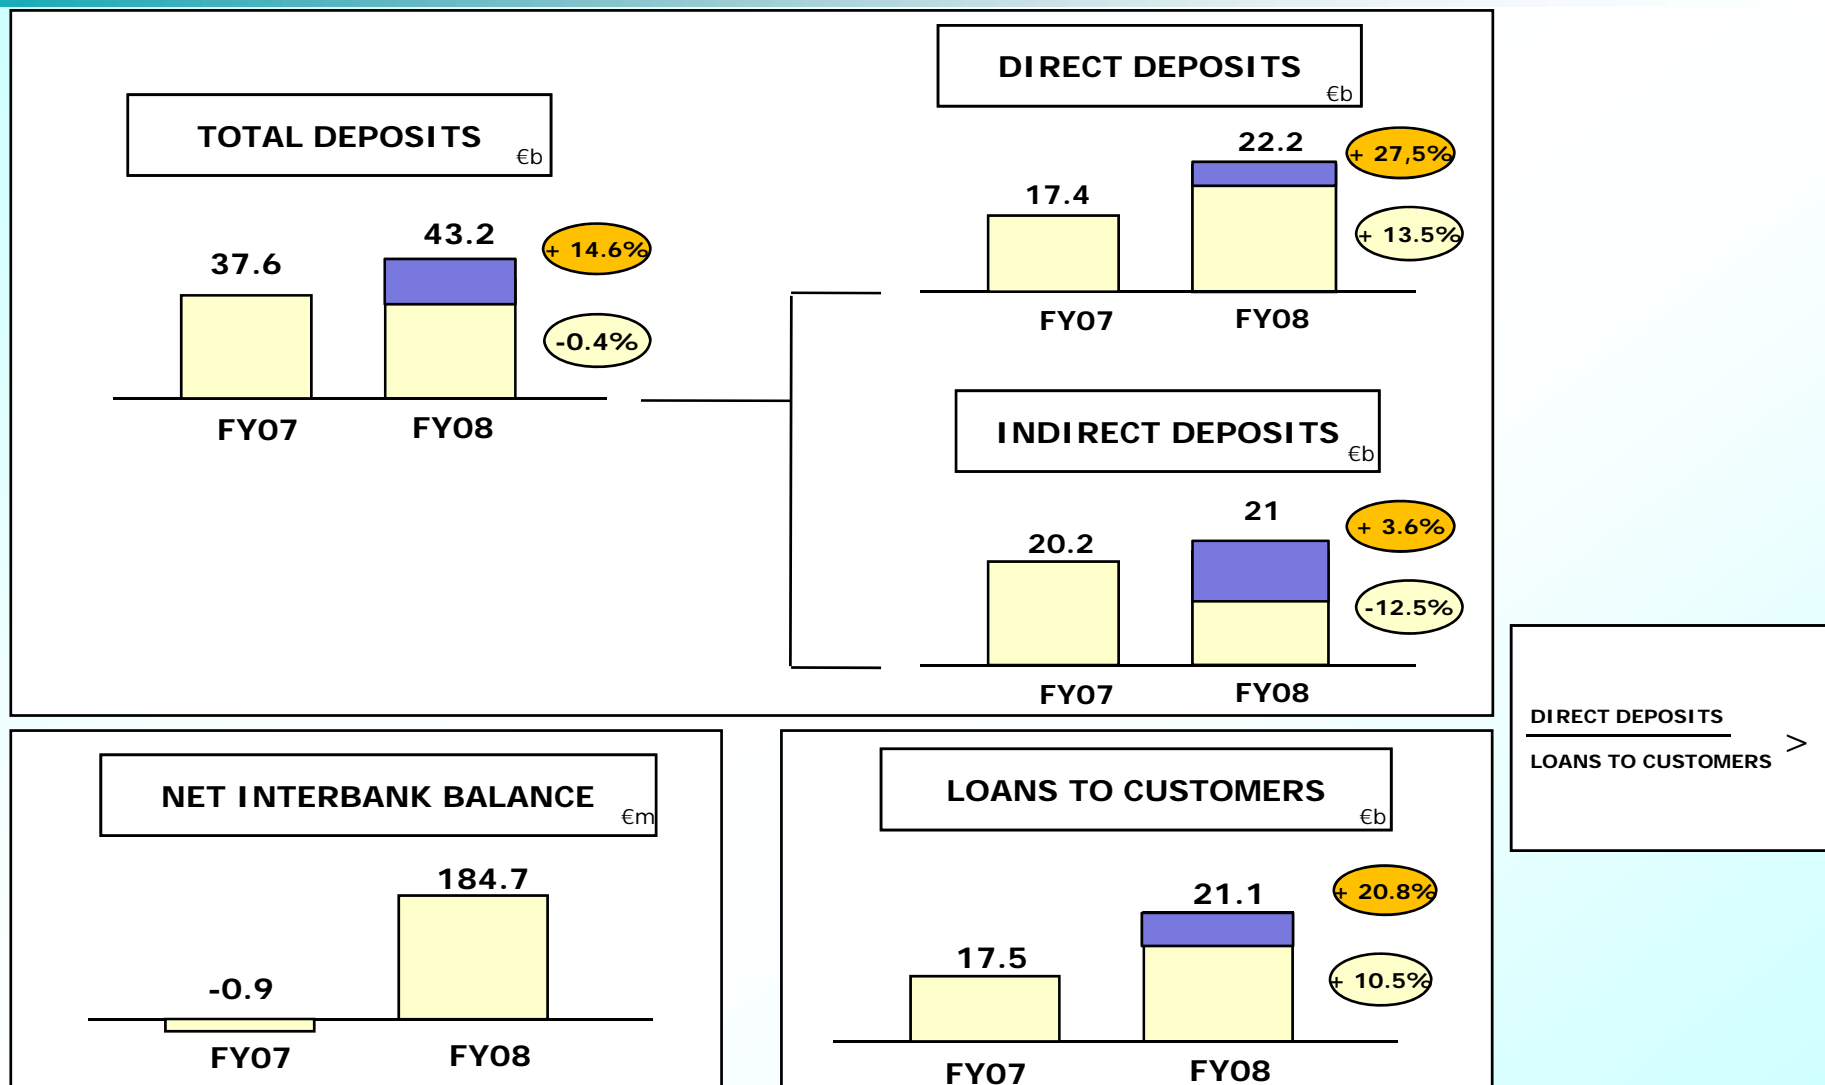 TOTAL DEPOSITS
€b
37.6
43.2
+ 14.6%
-0.4%
FY07
FY08
DIRECT DEPOSITS
€b
17.4
22.2
+ 27,5%
+ 13.5%
FY07
FY08
INDIRECT DEPOSITS
€b
20.2
21
+ 3.6%
-12.5%
FY07
FY08
DIRECT DEPOSITS
LOANS TO CUSTOMERS
>
NET INTERBANK BALANCE
€m
-0.9
184.7
FY07
FY08
LOANS TO CUSTOMERS
€b
17.5
21.1
+ 20.8%
+ 10.5%
FY07
FY08